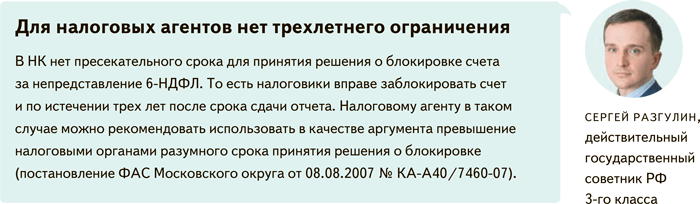 Для налоговых агентов нет трехлетнего ограничения
В НК нет пресекательного срока для принятия решения о блокировке счета
за непредставление 6-НДФЛ. То есть налоговики вправе заблокировать счет
и по истечении трех лет после срока сдачи отчета. Налоговому агенту в таком
случае можно рекомендовать использовать в качестве аргумента превышение
налоговыми органами разумного срока принятия решения о блокировке
(постановление ФАС Московского округа от 08.08.2007 № КА-А40/7460-07).
СЕРГЕЙ РАЗГУЛИН,
действительный
государственный
советник РФ
3-го класса